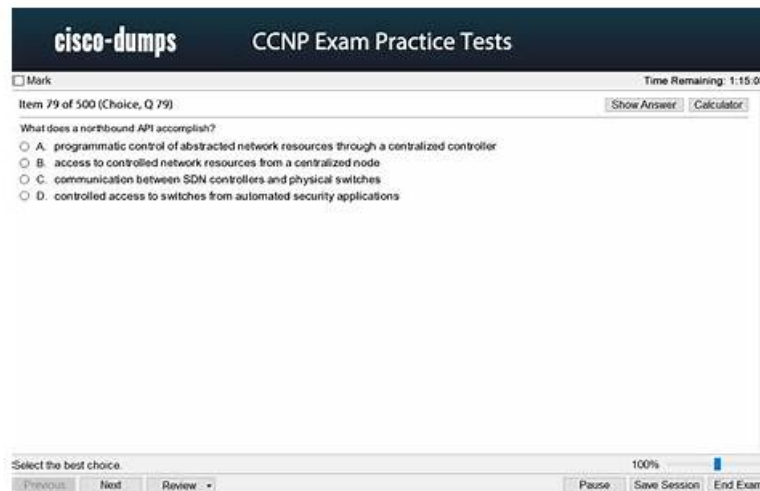 cisco-dumps CCNP Exam Practice Tests
Mark Time Remaining: 1:15:0
Item 79 of 500 (Choice, Q 79) Show Answer Calculator
What does a northbound API accomplish?
A. programmatic control of abstracted network resources through a centralized controller
B. access to controlled network resources from a centralized node
C. communication between SDN controllers and physical switches
D. controlled access to switches from automated security applications
Select the best choice. 100%
Previous Next Review Pause Save Session End Exam